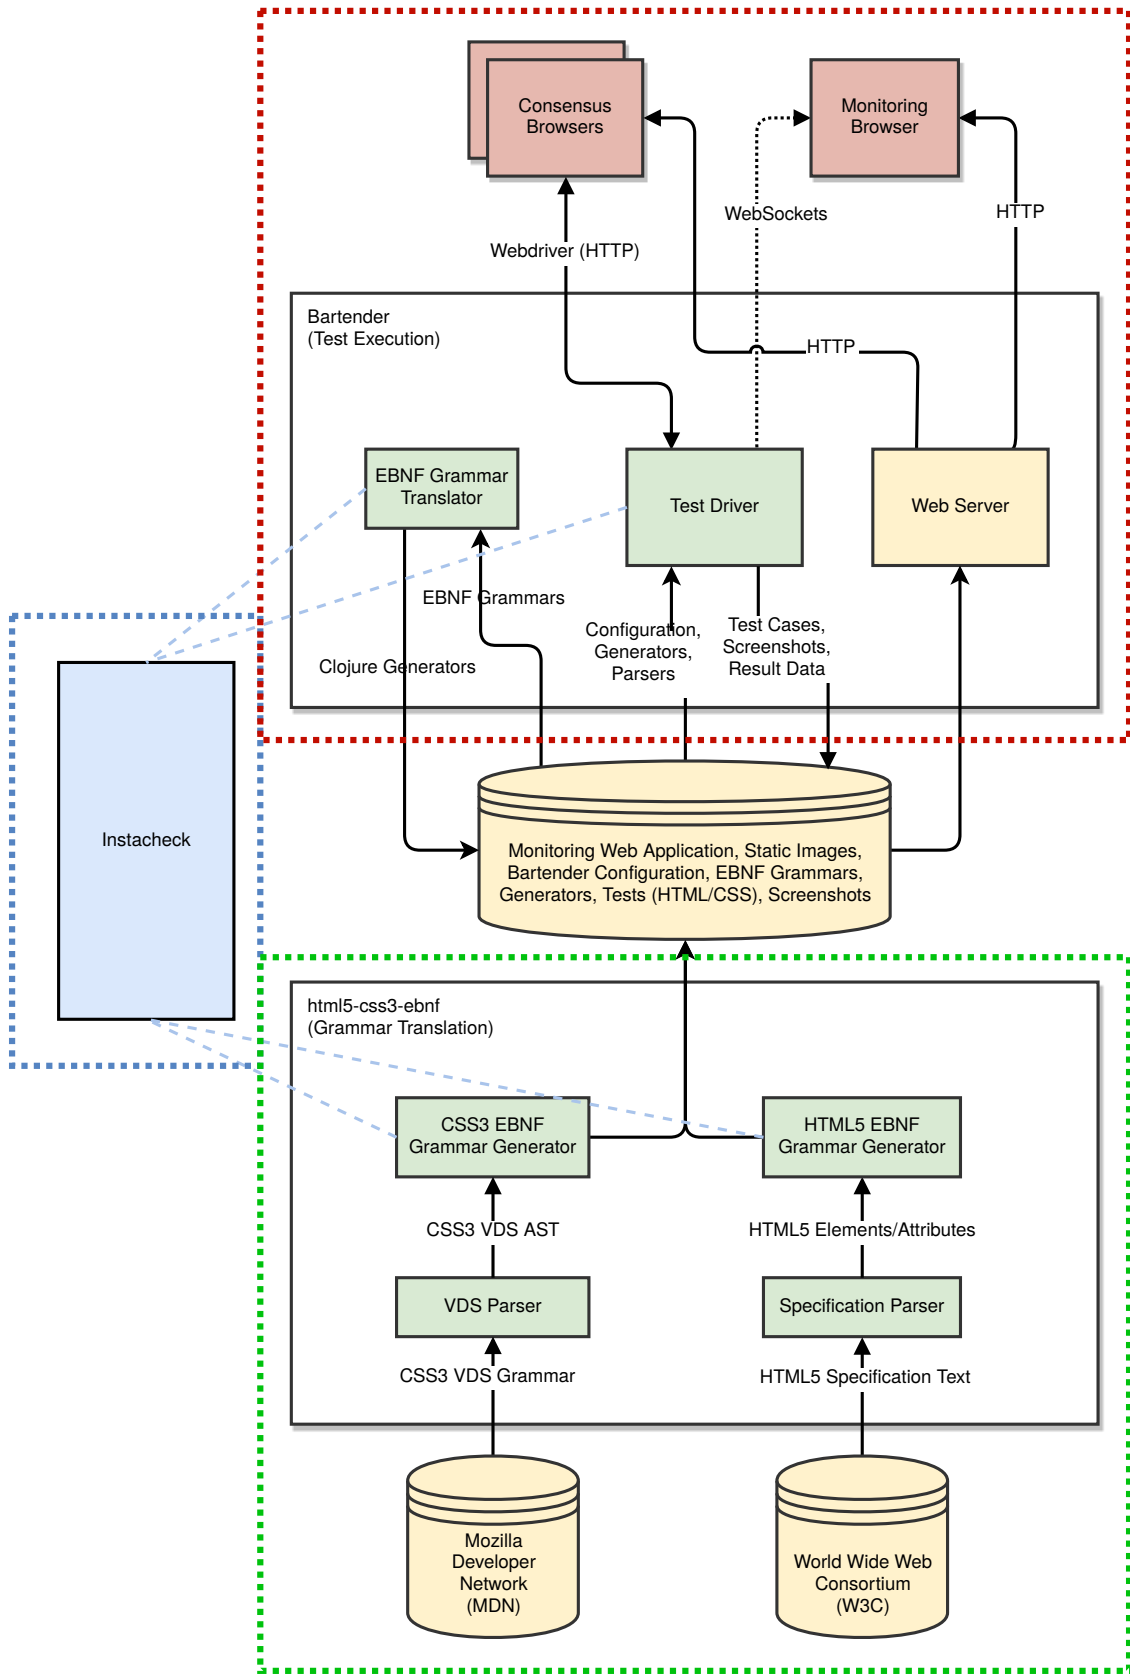 Consensus
Browsers
Monitoring
Browser
WebSockets
HTTP
Webdriver (HTTP)
Bartender
(Test Execution)
HTTP
EBNF Grammar
Translator
Test Driver
Web Server
EBNF Grammars
Clojure Generators
Configuration,
Generators,
Parsers
Test Cases,
Screenshots,
Result Data
Instacheck
Monitoring Web Application, Static Images,
Bartender Configuration, EBNF Grammars,
Generators, Tests (HTML/CSS), Screenshots
html5-css3-ebnf
(Grammar Translation)
CSS3 EBNF
Grammar Generator
HTML5 EBNF
Grammar Generator
CSS3 VDS AST
HTML5 Elements/Attributes
VDS Parser
Specification Parser
CSS3 VDS Grammar
HTML5 Specification Text
Mozilla
Developer
Network
(MDN)
World Wide Web
Consortium
(W3C)